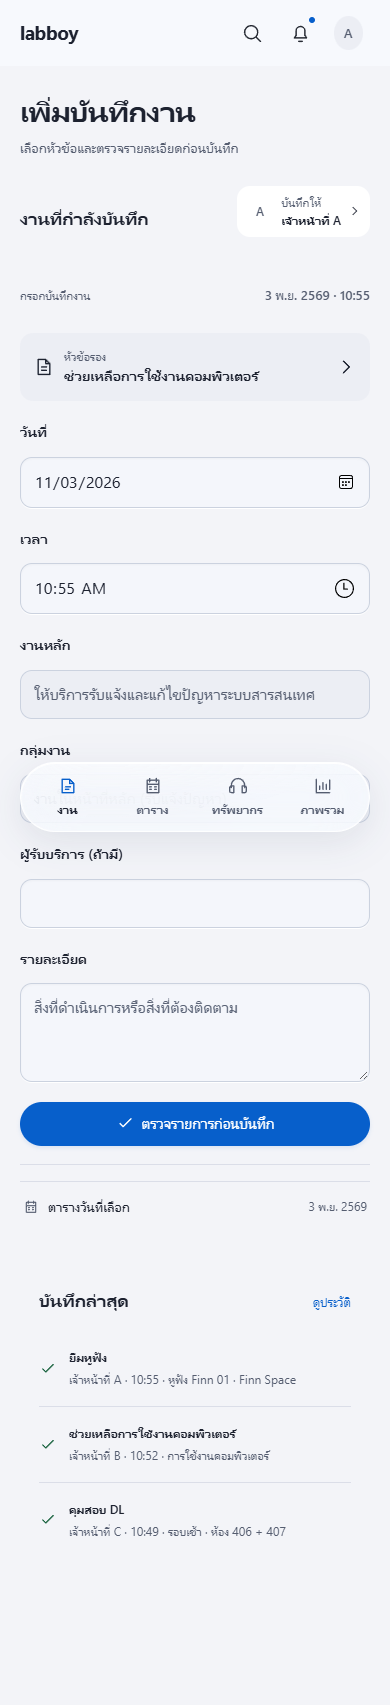 labboy
A
เพิ่มบันทึกงาน
เลือกหัวข้อและตรวจรายละเอียดก่อนบันทึก
งานที่กำลังบันทึก
A
บันทึกให้
เจ้าหน้าที่ A
กรอกบันทึกงาน
3 พ.ย. 2569 · 10:55
หัวข้อรอง
ช่วยเหลือการใช้งานคอมพิวเตอร์
วันที่
11/03/2026
เวลา
10:55 AM
งานหลัก
ให้บริการรับแจ้งและแก้ไขปัญหาระบบสารสนเทศ
กลุ่มงาน
งาน
ตาราง
ทรัพยากร
ภาพรวม
ผู้รับบริการ (ถ้ามี)
รายละเอียด
สิ่งที่ดำเนินการหรือสิ่งที่ต้องติดตาม
ตรวจรายการก่อนบันทึก
ตารางวันที่เลือก
3 พ.ย. 2569
บันทึกล่าสุด
ดูประวัติ
ยืมหูฟัง
เจ้าหน้าที่ A · 10:55 · หูฟัง Finn 01 · Finn Space
ช่วยเหลือการใช้งานคอมพิวเตอร์
เจ้าหน้าที่ B · 10:52 · การใช้งานคอมพิวเตอร์
คุมสอบ DL
เจ้าหน้าที่ C · 10:49 · รอบเช้า · ห้อง 406 + 407